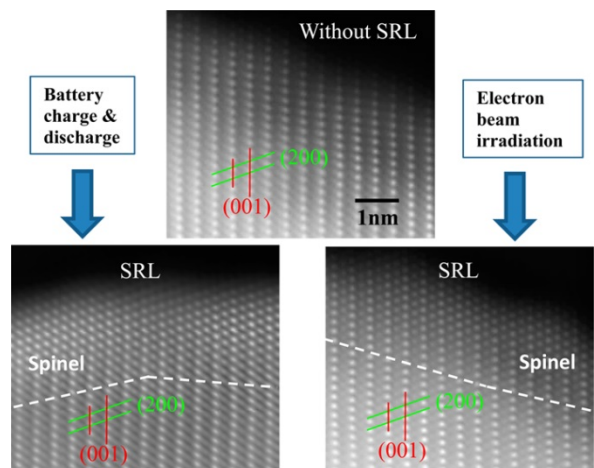 Without SRL
Battery
charge &
discharge
Electron
beam
irradiation
(200)
(001)
1nm
SRL
Spinel
(200)
(001)
SRL
Spinel
(200)
(001)